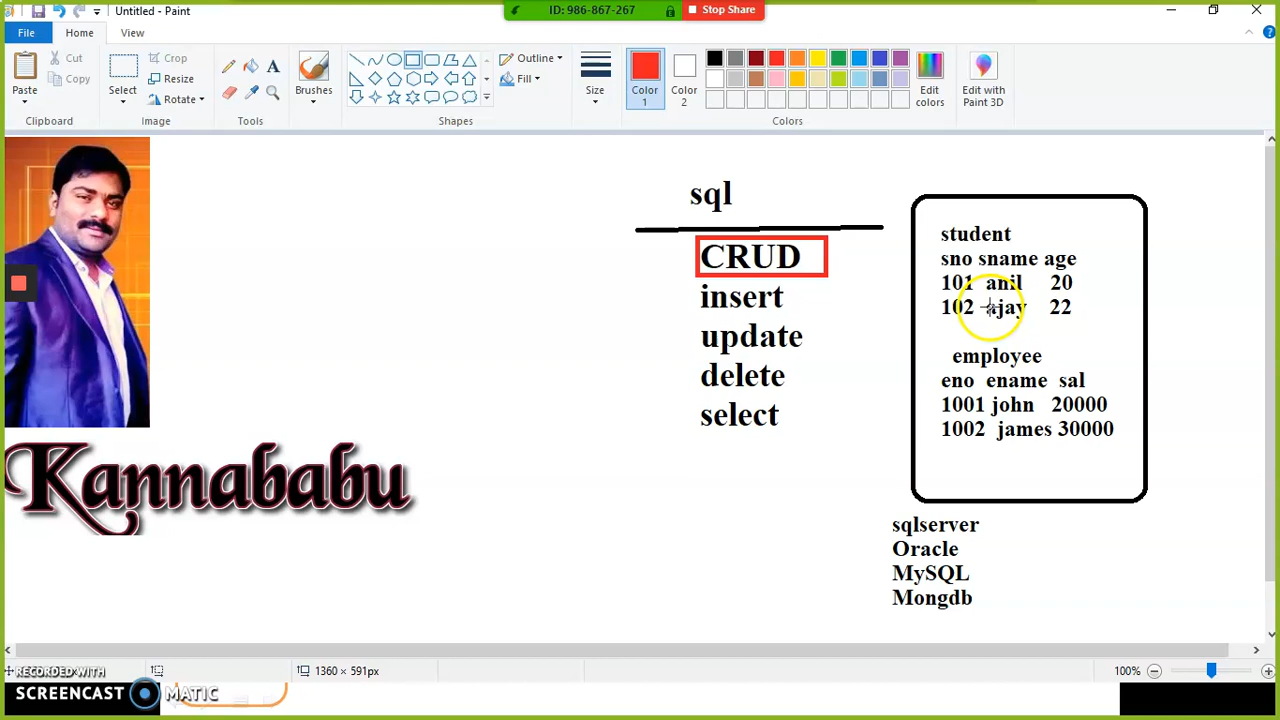 Untitled - Paint
ID: 986-867-267
Stop Share
File
Home
View
Paste
Cut
Copy
Clipboard
Select
Crop
Resize
Rotate
Image
Tools
Brushes
Shapes
Outline
Fill
Size
Color 1
Color 2
Edit colors
Edit with Paint 3D
Colors
sql
CRUD
insert
update
delete
select
student
sno sname age
101 anil 20
102 ajay 22
employee
eno ename sal
1001 john 20000
1002 james 30000
sqlserver
Oracle
MySQL
Mongdb
Kannababu
1360 × 591px
100%
RECORDED WITH
SCREENCAST MATIC